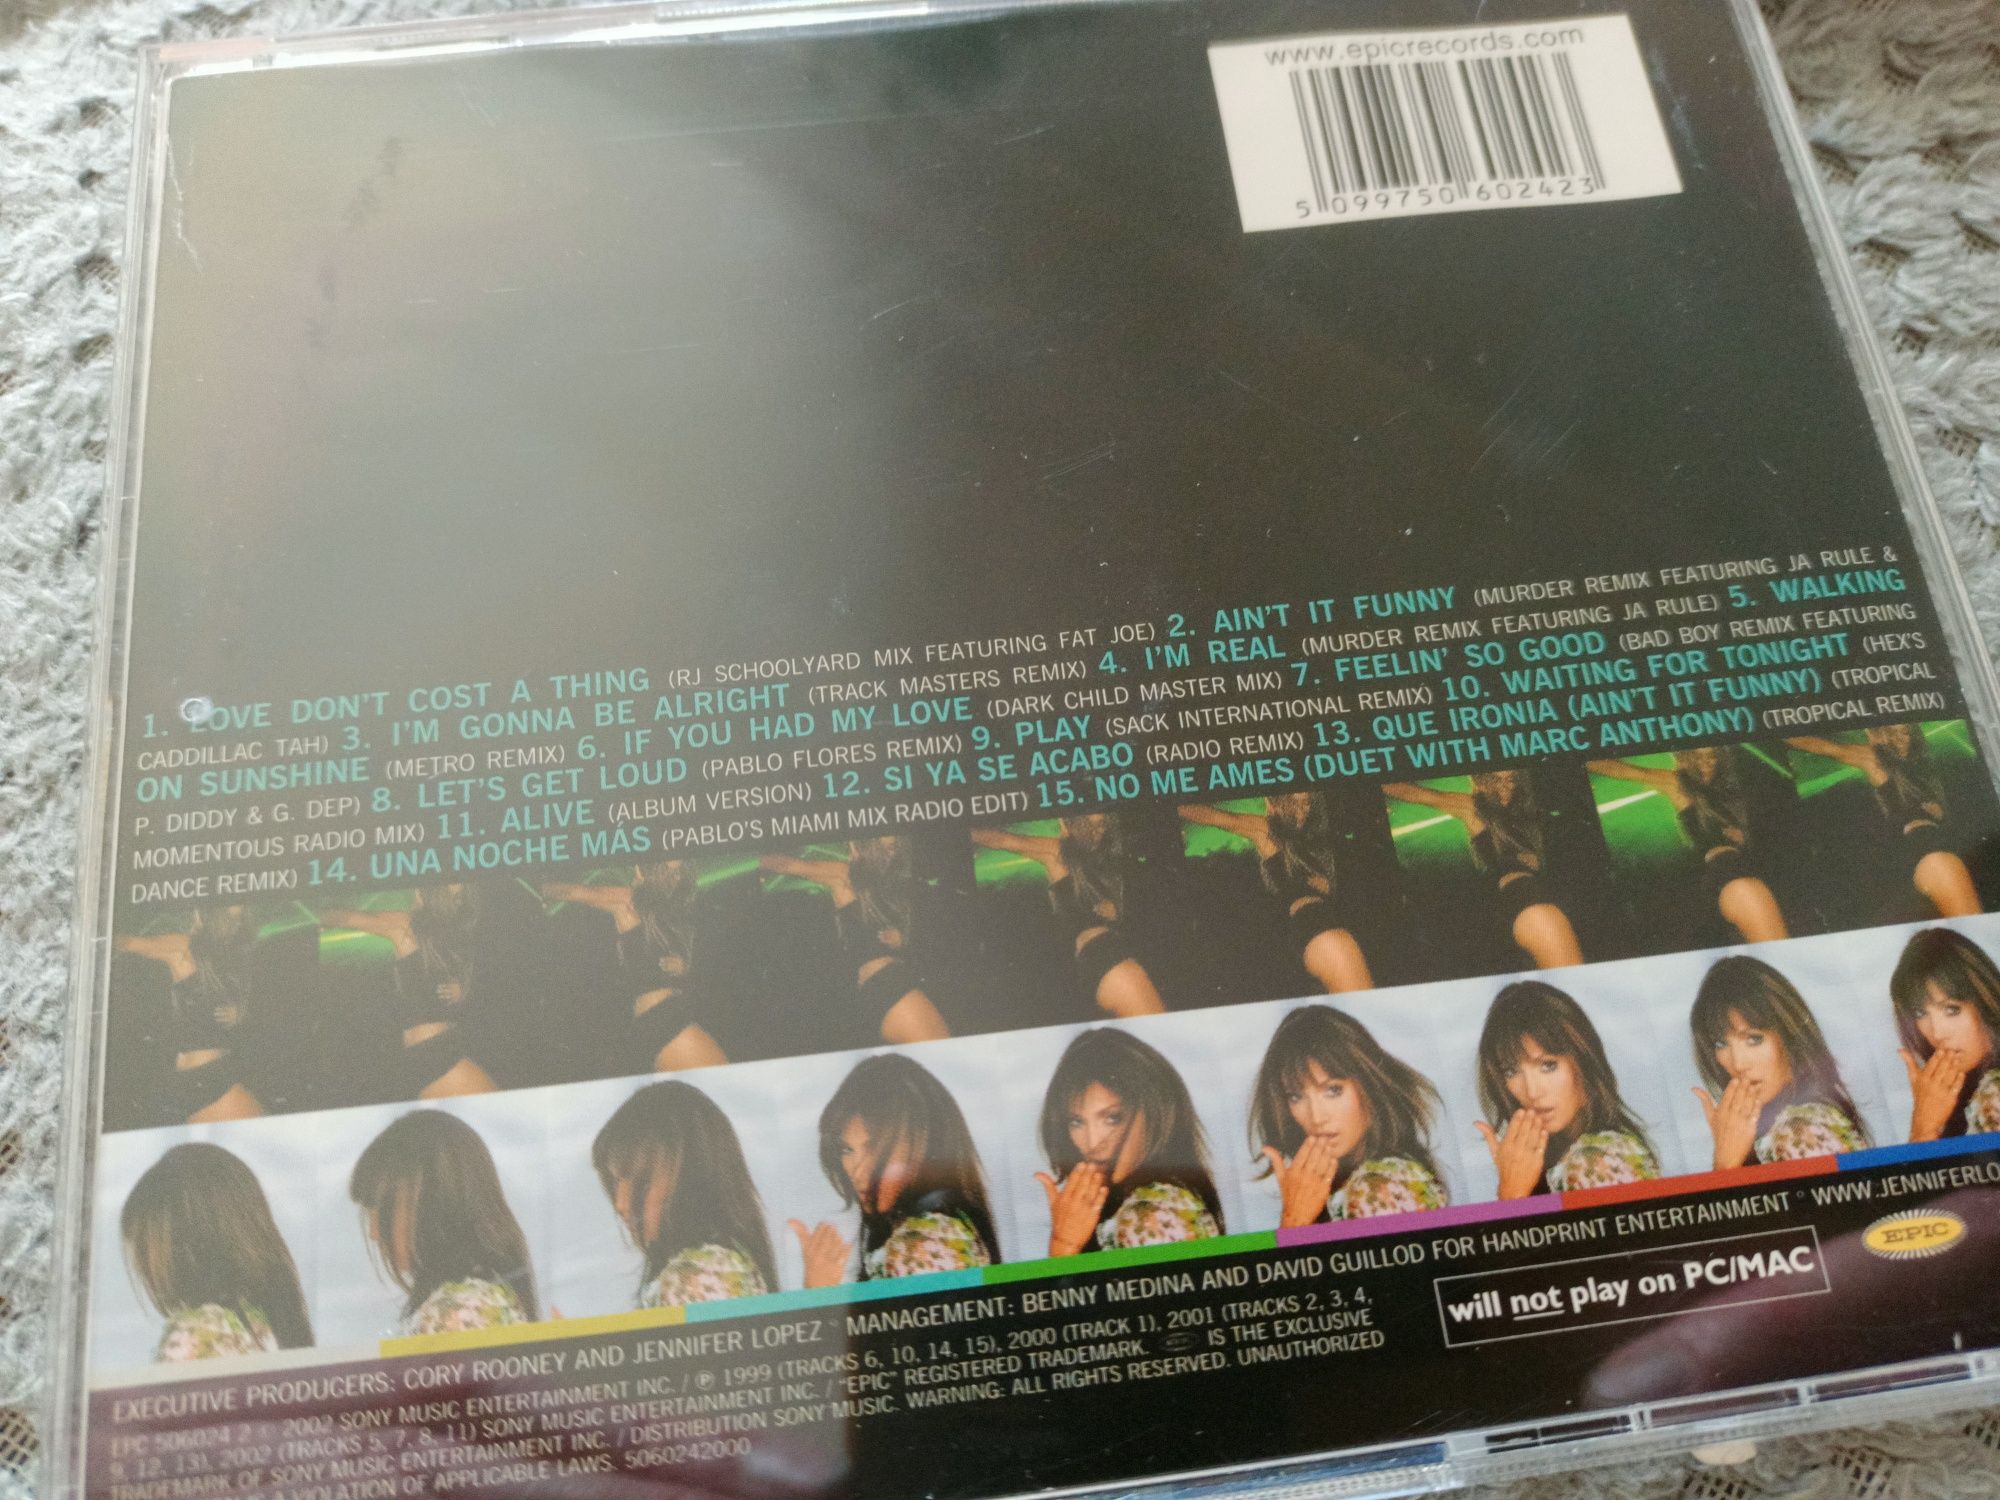 www.epicrecords.com
5 099750 602423
1. LOVE DON'T COST A THING (RJ SCHOOLYARD MIX FEATURING FAT JOE) 2. AIN'T IT FUNNY (MURDER REMIX FEATURING JA RULE &
CADDILLAC TAH) 3. I'M GONNA BE ALRIGHT (TRACK MASTERS REMIX) 4. I'M REAL (MURDER REMIX FEATURING JA RULE) 5. WALKING
ON SUNSHINE (METRO REMIX) 6. IF YOU HAD MY LOVE (DARK CHILD MASTER MIX) 7. FEELIN' SO GOOD (BAD BOY REMIX FEATURING
P. DIDDY & G. DEP) 8. LET'S GET LOUD (PABLO FLORES REMIX) 9. PLAY (SACK INTERNATIONAL REMIX) 10. WAITING FOR TONIGHT (HEX'S
MOMENTOUS RADIO MIX) 11. ALIVE (ALBUM VERSION) 12. SI YA SE ACABO (RADIO REMIX) 13. QUE IRONIA (AIN'T IT FUNNY) (TROPICAL
DANCE REMIX) 14. UNA NOCHE MÁS (PABLO'S MIAMI MIX RADIO EDIT) 15. NO ME AMES (DUET WITH MARC ANTHONY) (TROPICAL REMIX)
EXECUTIVE PRODUCERS: CORY ROONEY AND JENNIFER LOPEZ ° MANAGEMENT: BENNY MEDINA AND DAVID GUILLOD FOR HANDPRINT ENTERTAINMENT ° WWW.JENNIFERLO
EPC 506024 2 © 2002 SONY MUSIC ENTERTAINMENT INC. / ℗ 1999 (TRACKS 6, 10, 14, 15), 2000 (TRACK 1), 2001 (TRACKS 2, 3, 4,
9, 12, 13), 2002 (TRACKS 5, 7, 8, 11) SONY MUSIC ENTERTAINMENT INC. / "EPIC" REGISTERED TRADEMARK. IS THE EXCLUSIVE
TRADEMARK OF SONY MUSIC ENTERTAINMENT INC. / DISTRIBUTION SONY MUSIC. WARNING: ALL RIGHTS RESERVED. UNAUTHORIZED
IS A VIOLATION OF APPLICABLE LAWS. 5060242000
will not play on PC/MAC
EPIC